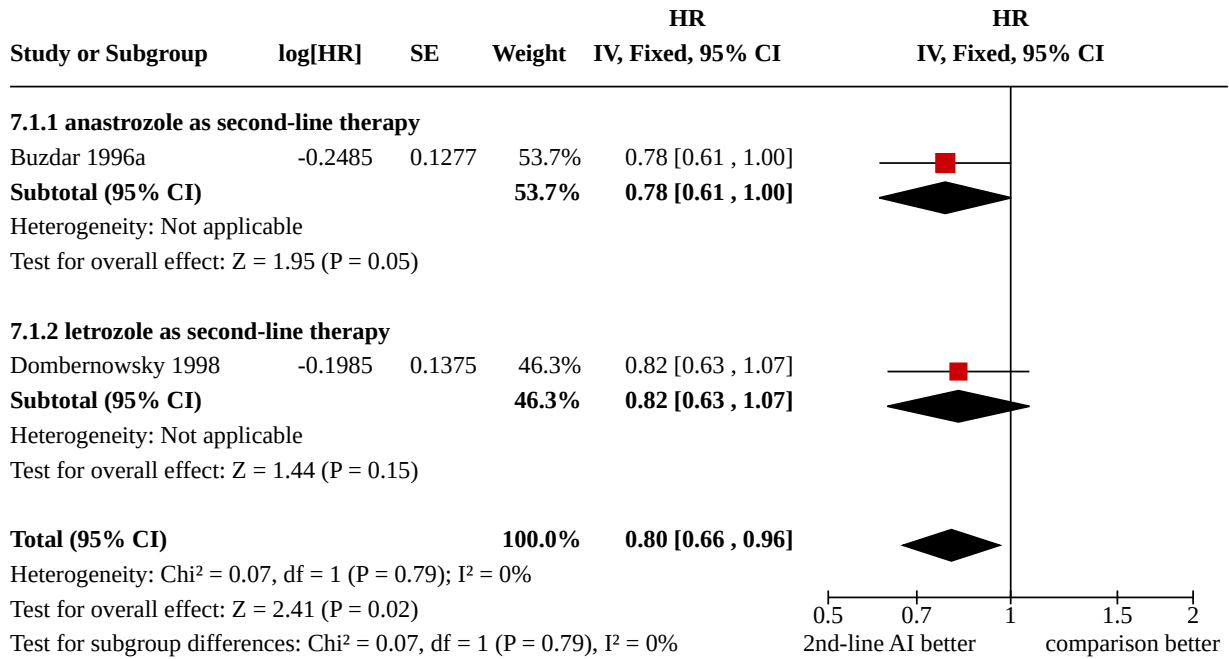 HR HR
Study or Subgroup log[HR] SE Weight IV, Fixed, 95% CI IV, Fixed, 95% CI
7.1.1 anastrozole as second-line therapy
Buzdar 1996a -0.2485 0.1277 53.7% 0.78 [0.61 , 1.00]
Subtotal (95% CI) 53.7% 0.78 [0.61 , 1.00]
Heterogeneity: Not applicable
Test for overall effect: Z = 1.95 (P = 0.05)
7.1.2 letrozole as second-line therapy
Dombernowsky 1998 -0.1985 0.1375 46.3% 0.82 [0.63 , 1.07]
Subtotal (95% CI) 46.3% 0.82 [0.63 , 1.07]
Heterogeneity: Not applicable
Test for overall effect: Z = 1.44 (P = 0.15)
Total (95% CI) 100.0% 0.80 [0.66 , 0.96]
Heterogeneity: Chi² = 0.07, df = 1 (P = 0.79); I² = 0%
Test for overall effect: Z = 2.41 (P = 0.02) 0.5 0.7 1 1.5 2
Test for subgroup differences: Chi² = 0.07, df = 1 (P = 0.79), I² = 0% 2nd-line AI better comparison better